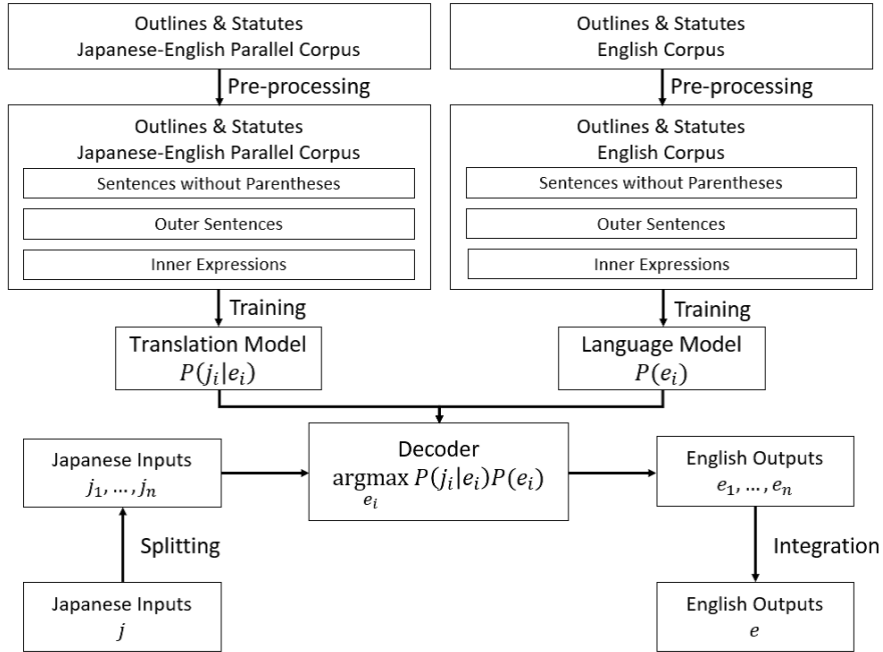 Outlines & Statutes
Japanese-English Parallel Corpus
Outlines & Statutes
English Corpus
Pre-processing
Pre-processing
Outlines & Statutes
Japanese-English Parallel Corpus
Sentences without Parentheses
Outer Sentences
Inner Expressions
Outlines & Statutes
English Corpus
Sentences without Parentheses
Outer Sentences
Inner Expressions
Training
Training
Translation Model
P(j_i|e_i)
Language Model
P(e_i)
Japanese Inputs
j_1, …, j_n
Decoder
argmax P(j_i|e_i)P(e_i)
e_i
English Outputs
e_1, …, e_n
Splitting
Integration
Japanese Inputs
j
English Outputs
e